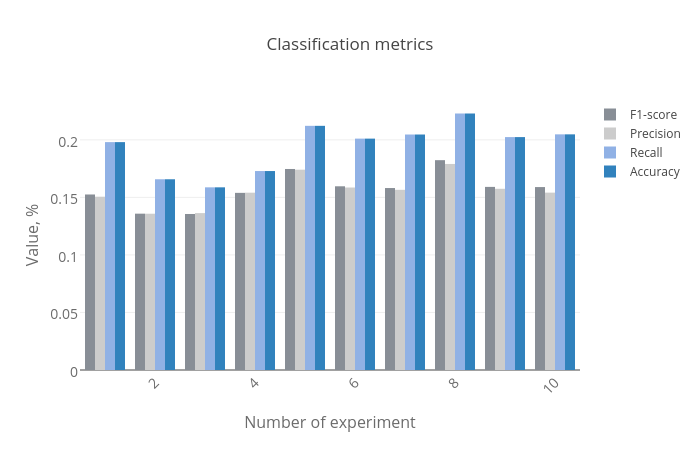 Classification metrics
F1-score
Precision
Recall
Accuracy
Value, %
0.2
0.15
0.1
0.05
0
2
4
6
8
10
Number of experiment